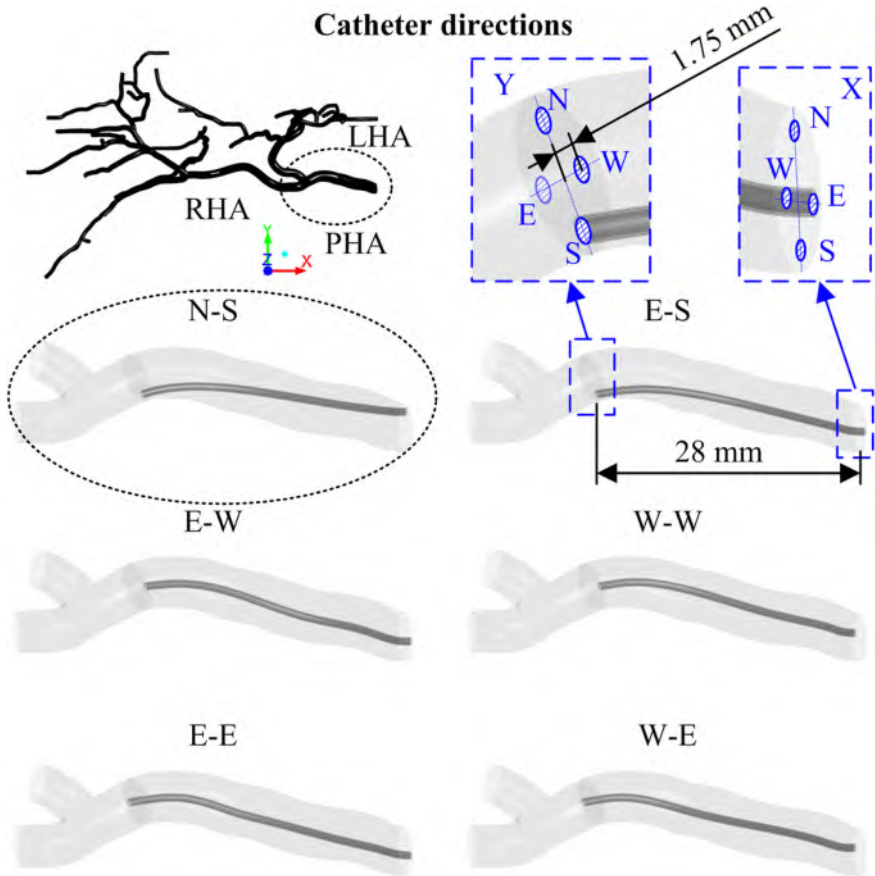 Catheter directions
1.75 mm
LHA
RHA
PHA
Y
Z
X
Y
N
W
E
S
X
N
W
E
S
N-S
E-S
28 mm
E-W
W-W
E-E
W-E